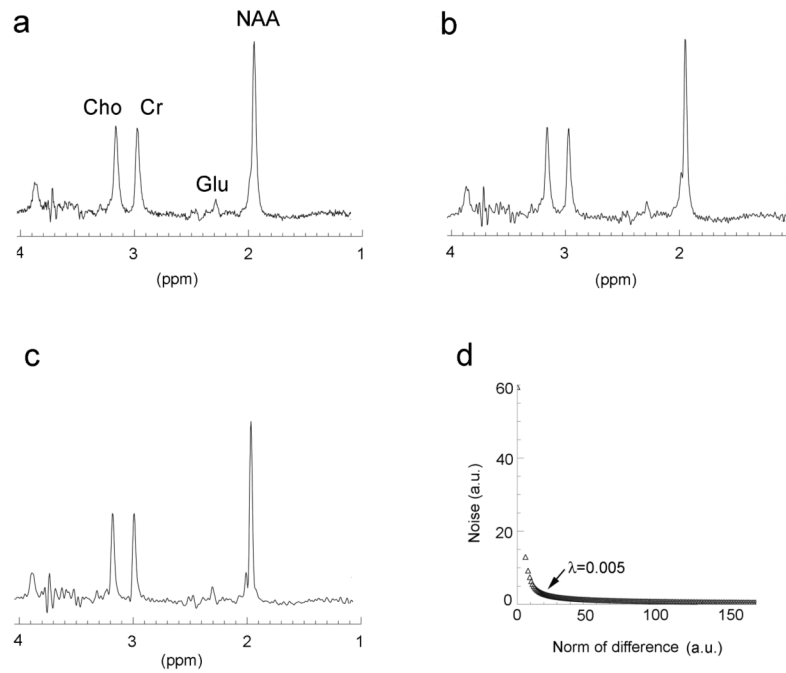 a
NAA
Cho
Cr
Glu
4
3
2
1
(ppm)
b
4
3
2
(ppm)
c
4
3
2
1
(ppm)
d
60
40
20
0
Noise (a.u.)
λ=0.005
0
50
100
150
Norm of difference (a.u.)